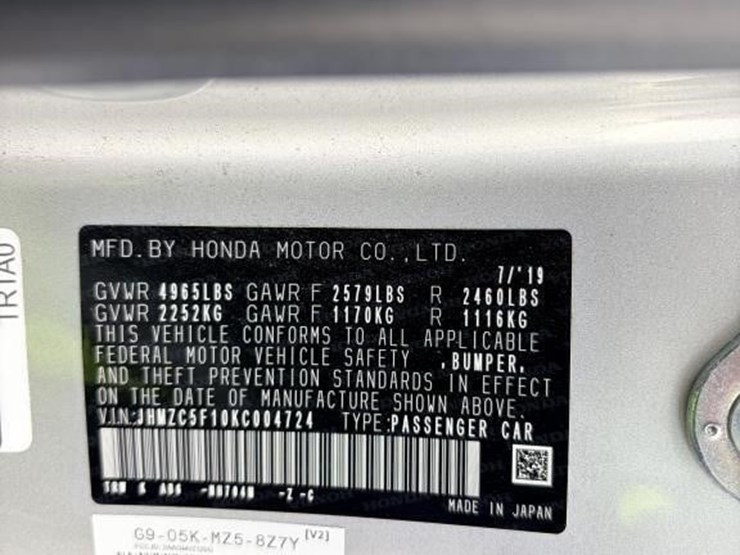 TRTAU
MFD. BY HONDA MOTOR CO.,LTD.
7/'19
GVWR 4965LBS GAWR F 2579LBS R 2460LBS
GVWR 2252KG GAWR F 1170KG R 1116KG
THIS VEHICLE CONFORMS TO ALL APPLICABLE
FEDERAL MOTOR VEHICLE SAFETY ,BUMPER,
AND THEFT PREVENTION STANDARDS IN EFFECT
ON THE DATE OF MANUFACTURE SHOWN ABOVE.
VIN:JHMZC5F10KC004724 TYPE:PASSENGER CAR
-Z -C
MADE IN JAPAN
G9-05K-MZ5-8Z7Y [V2]